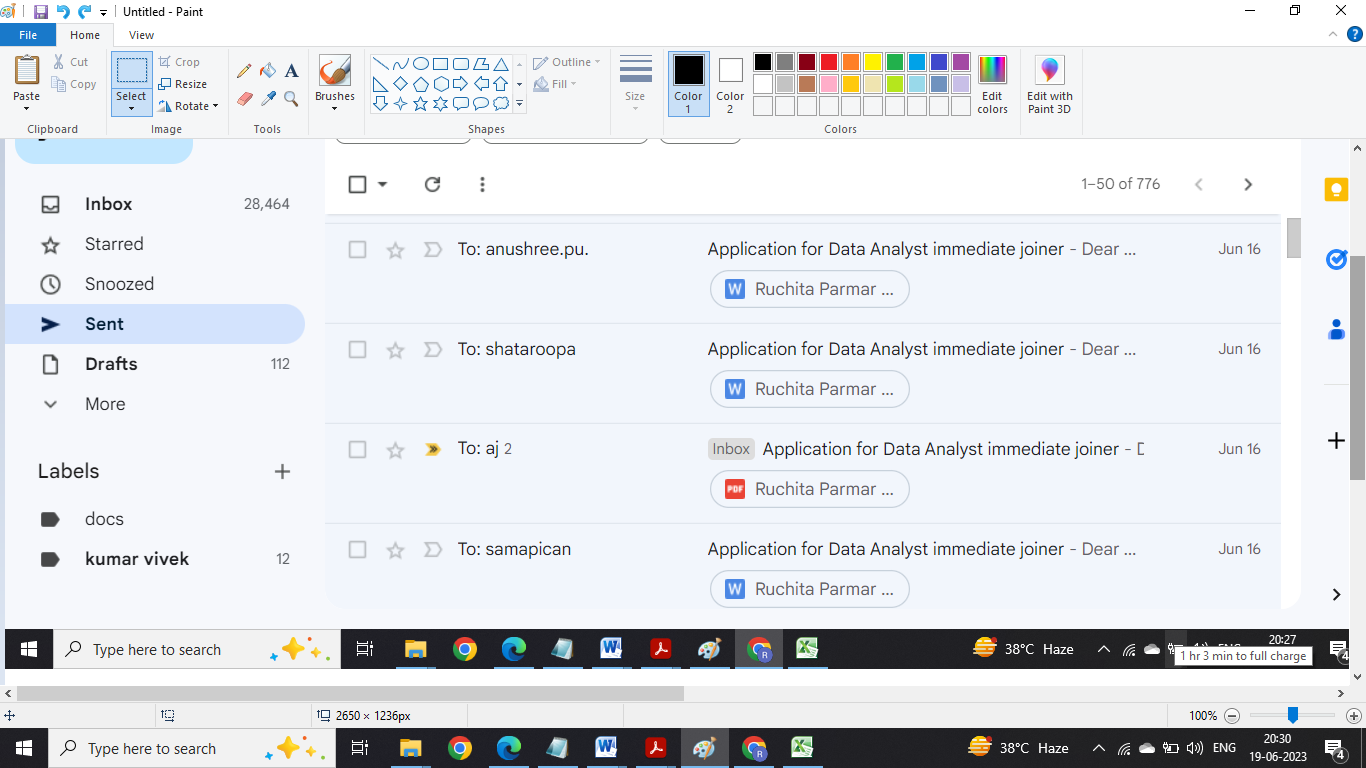 Untitled - Paint
File Home View
Paste Cut Copy Clipboard
Select Crop Resize Rotate Image
Tools
Brushes
Shapes Outline Fill
Size
Color 1 Color 2 Edit colors Colors
Edit with Paint 3D
1–50 of 776
Inbox 28,464
Starred
Snoozed
Sent
Drafts 112
More
Labels
docs
kumar vivek 12
To: anushree.pu. Application for Data Analyst immediate joiner - Dear ... Jun 16
W Ruchita Parmar ...
To: shataroopa Application for Data Analyst immediate joiner - Dear ... Jun 16
W Ruchita Parmar ...
To: aj 2 Inbox Application for Data Analyst immediate joiner - D Jun 16
PDF Ruchita Parmar ...
To: samapican Application for Data Analyst immediate joiner - Dear ... Jun 16
W Ruchita Parmar ...
Type here to search 38°C Haze 20:27 4
1 hr 3 min to full charge
2650 × 1236px 100%
Type here to search 38°C Haze ENG 20:30 19-06-2023 4